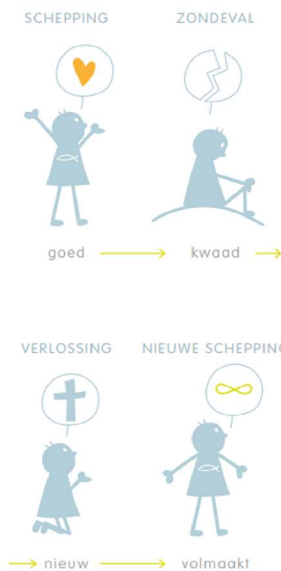 SCHEPPING ZONDEVAL
goed kwaad
VERLOSSING NIEUWE SCHEPPING
nieuw volmaakt